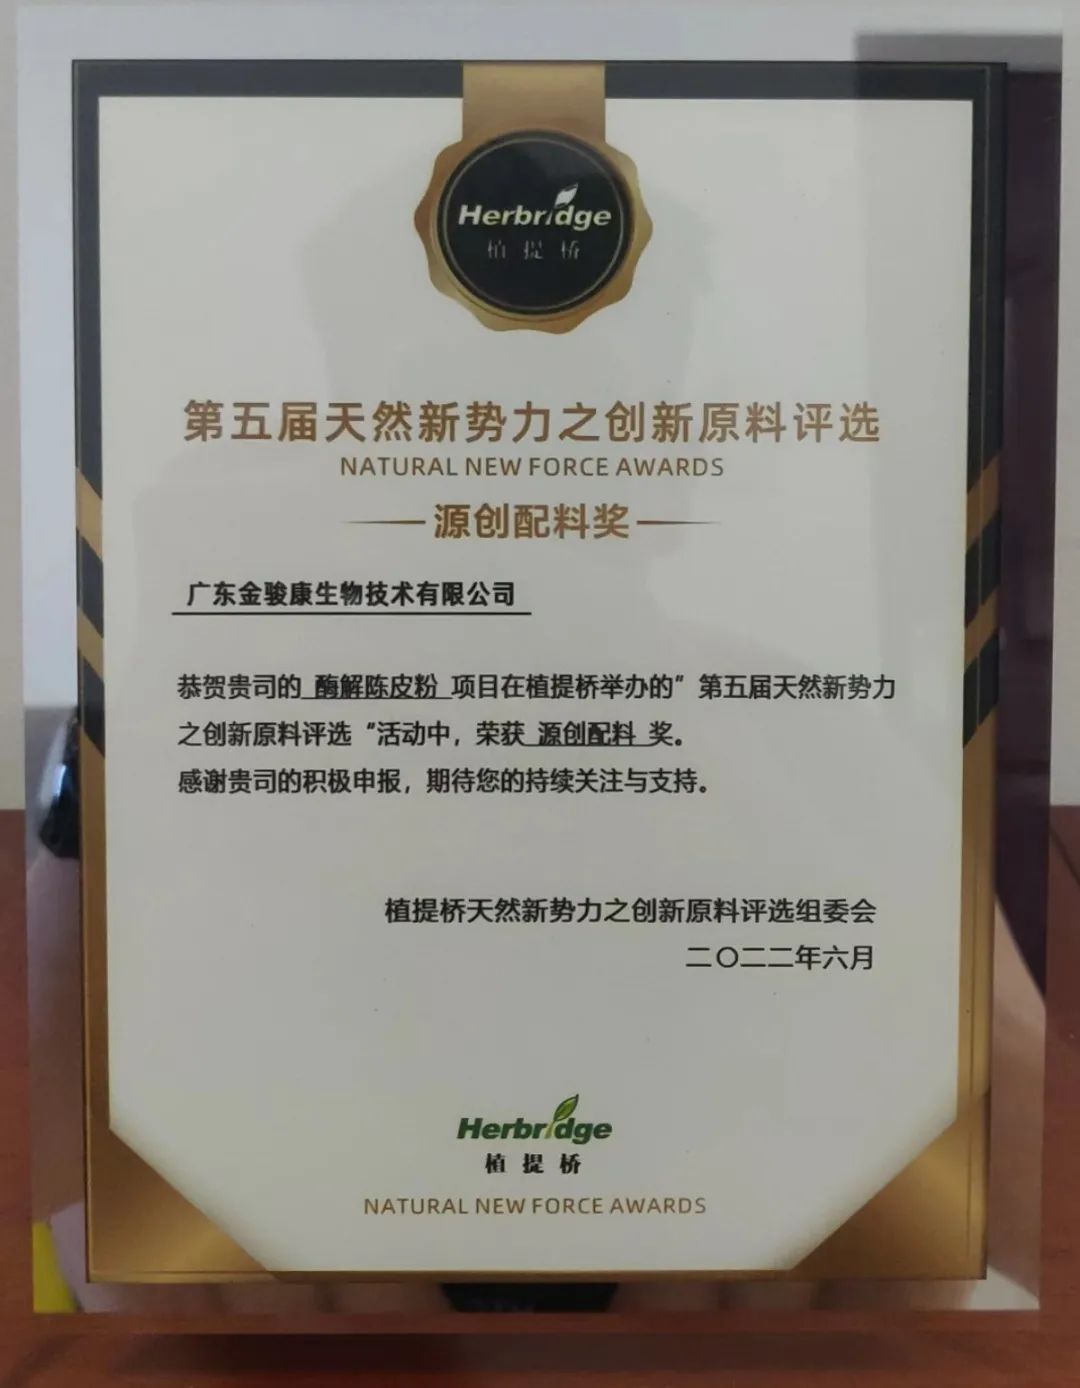 Herbridge
植提桥
第五届天然新势力之创新原料评选
NATURAL NEW FORCE AWARDS
源创配料奖
广东金骏康生物技术有限公司
恭贺贵司的 酶解陈皮粉 项目在植提桥举办的”第五届天然新势力
之创新原料评选“活动中，荣获 源创配料 奖。
感谢贵司的积极申报，期待您的持续关注与支持。
植提桥天然新势力之创新原料评选组委会
二〇二二年六月
Herbridge
植提桥
NATURAL NEW FORCE AWARDS